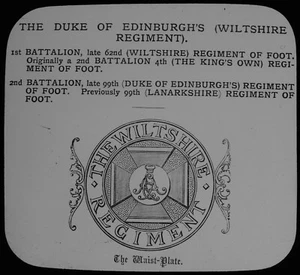 THE DUKE OF EDINBURGH'S (WILTSHIRE
REGIMENT).
1st BATTALION, late 62nd (WILTSHIRE) REGIMENT OF FOOT.
Originally a 2nd BATTALION 4th (THE KING'S OWN) REGI-
MENT OF FOOT.
2nd BATTALION, late 99th (DUKE OF EDINBURGH'S) REGIMENT
OF FOOT. Previously 99th (LANARKSHIRE) REGIMENT OF
FOOT.
THE WILTSHIRE
REGIMENT
The Waist-Plate.